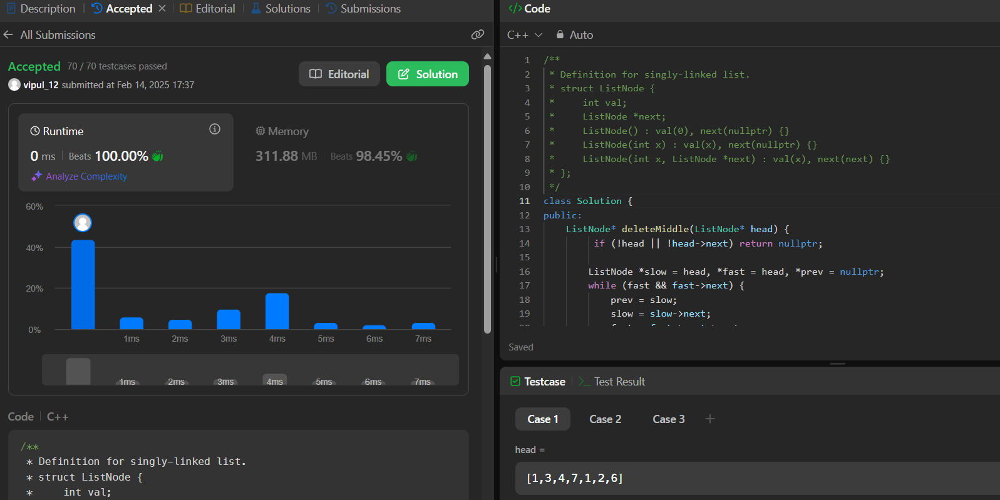 Description
Accepted
Editorial
Solutions
Submissions
All Submissions
Accepted 70 / 70 testcases passed
vipul_12 submitted at Feb 14, 2025 17:37
Editorial
Solution
Runtime
0 ms Beats 100.00%
Analyze Complexity
Memory
311.88 MB Beats 98.45%
60%
40%
20%
0%
1ms 2ms 3ms 4ms 5ms 6ms 7ms
1ms 2ms 3ms 4ms 5ms 6ms 7ms
Code C++
/**
* Definition for singly-linked list.
* struct ListNode {
*     int val;
</> Code
C++ Auto
1 /**
2 * Definition for singly-linked list.
3 * struct ListNode {
4 *     int val;
5 *     ListNode *next;
6 *     ListNode() : val(0), next(nullptr) {}
7 *     ListNode(int x) : val(x), next(nullptr) {}
8 *     ListNode(int x, ListNode *next) : val(x), next(next) {}
9 * };
10 */
11 class Solution {
12 public:
13     ListNode* deleteMiddle(ListNode* head) {
14          if (!head || !head->next) return nullptr;
15
16         ListNode *slow = head, *fast = head, *prev = nullptr;
17         while (fast && fast->next) {
18             prev = slow;
19             slow = slow->next;
Saved
Testcase
Test Result
Case 1
Case 2
Case 3
head =
[1,3,4,7,1,2,6]